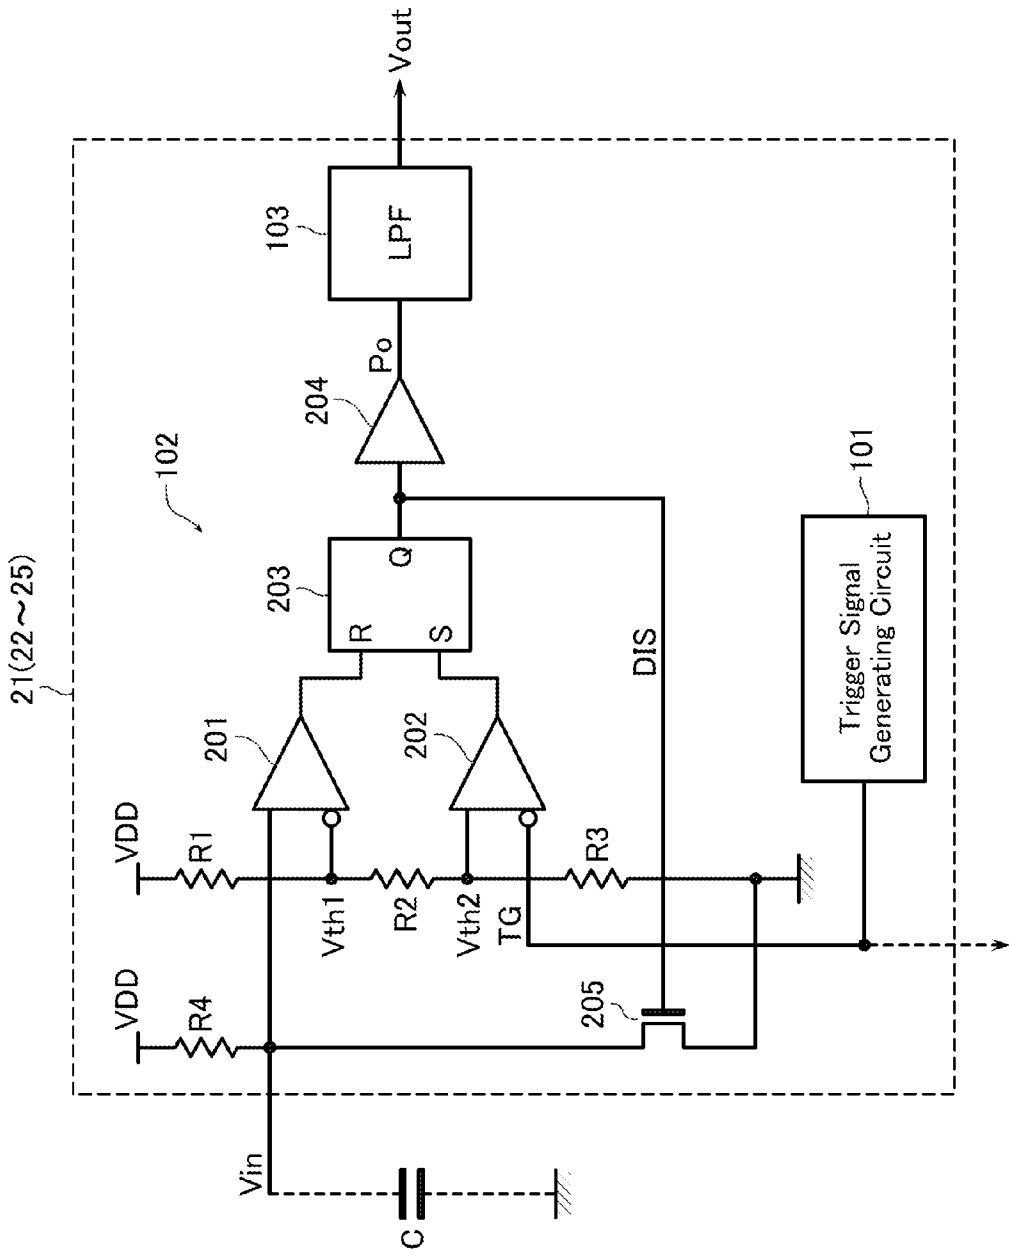 21(22～25)
102
VDD
R4
VDD
R1
Vth1
R2
Vth2
TG
R3
Vin
C
201
202
203
R
S
Q
204
Po
103
LPF
Vout
DIS
205
101
Trigger Signal
Generating Circuit